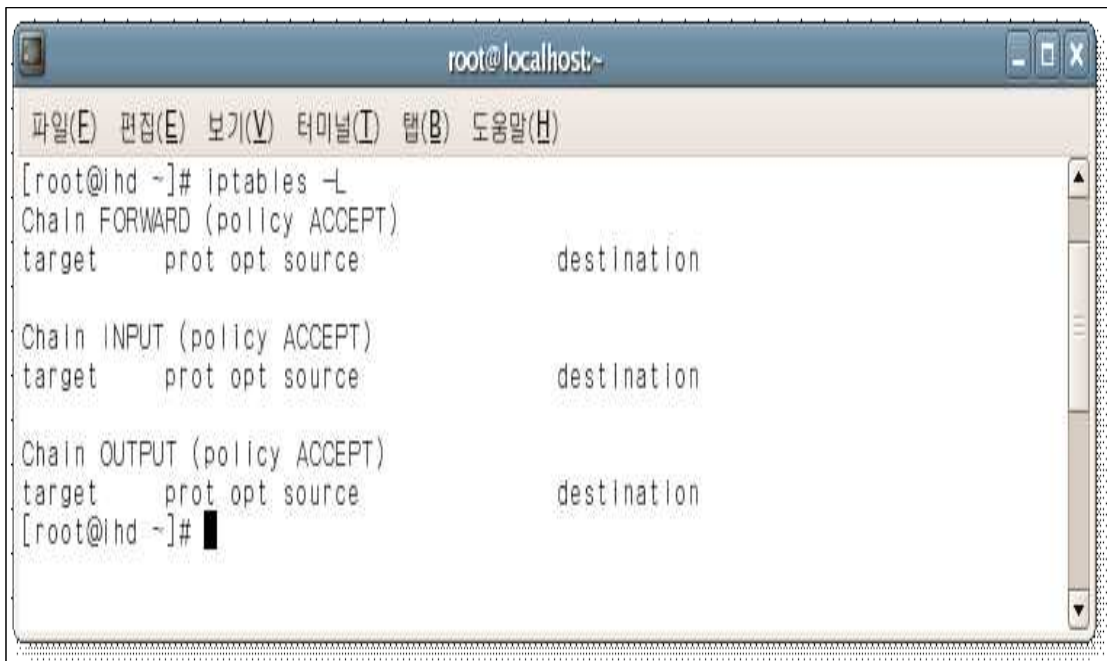 root@localhost:~
파일(F) 편집(E) 보기(V) 터미널(T) 탭(B) 도움말(H)
[root@ihd ~]# iptables -L
Chain FORWARD (policy ACCEPT)
target prot opt source destination
Chain INPUT (policy ACCEPT)
target prot opt source destination
Chain OUTPUT (policy ACCEPT)
target prot opt source destination
[root@ihd ~]#